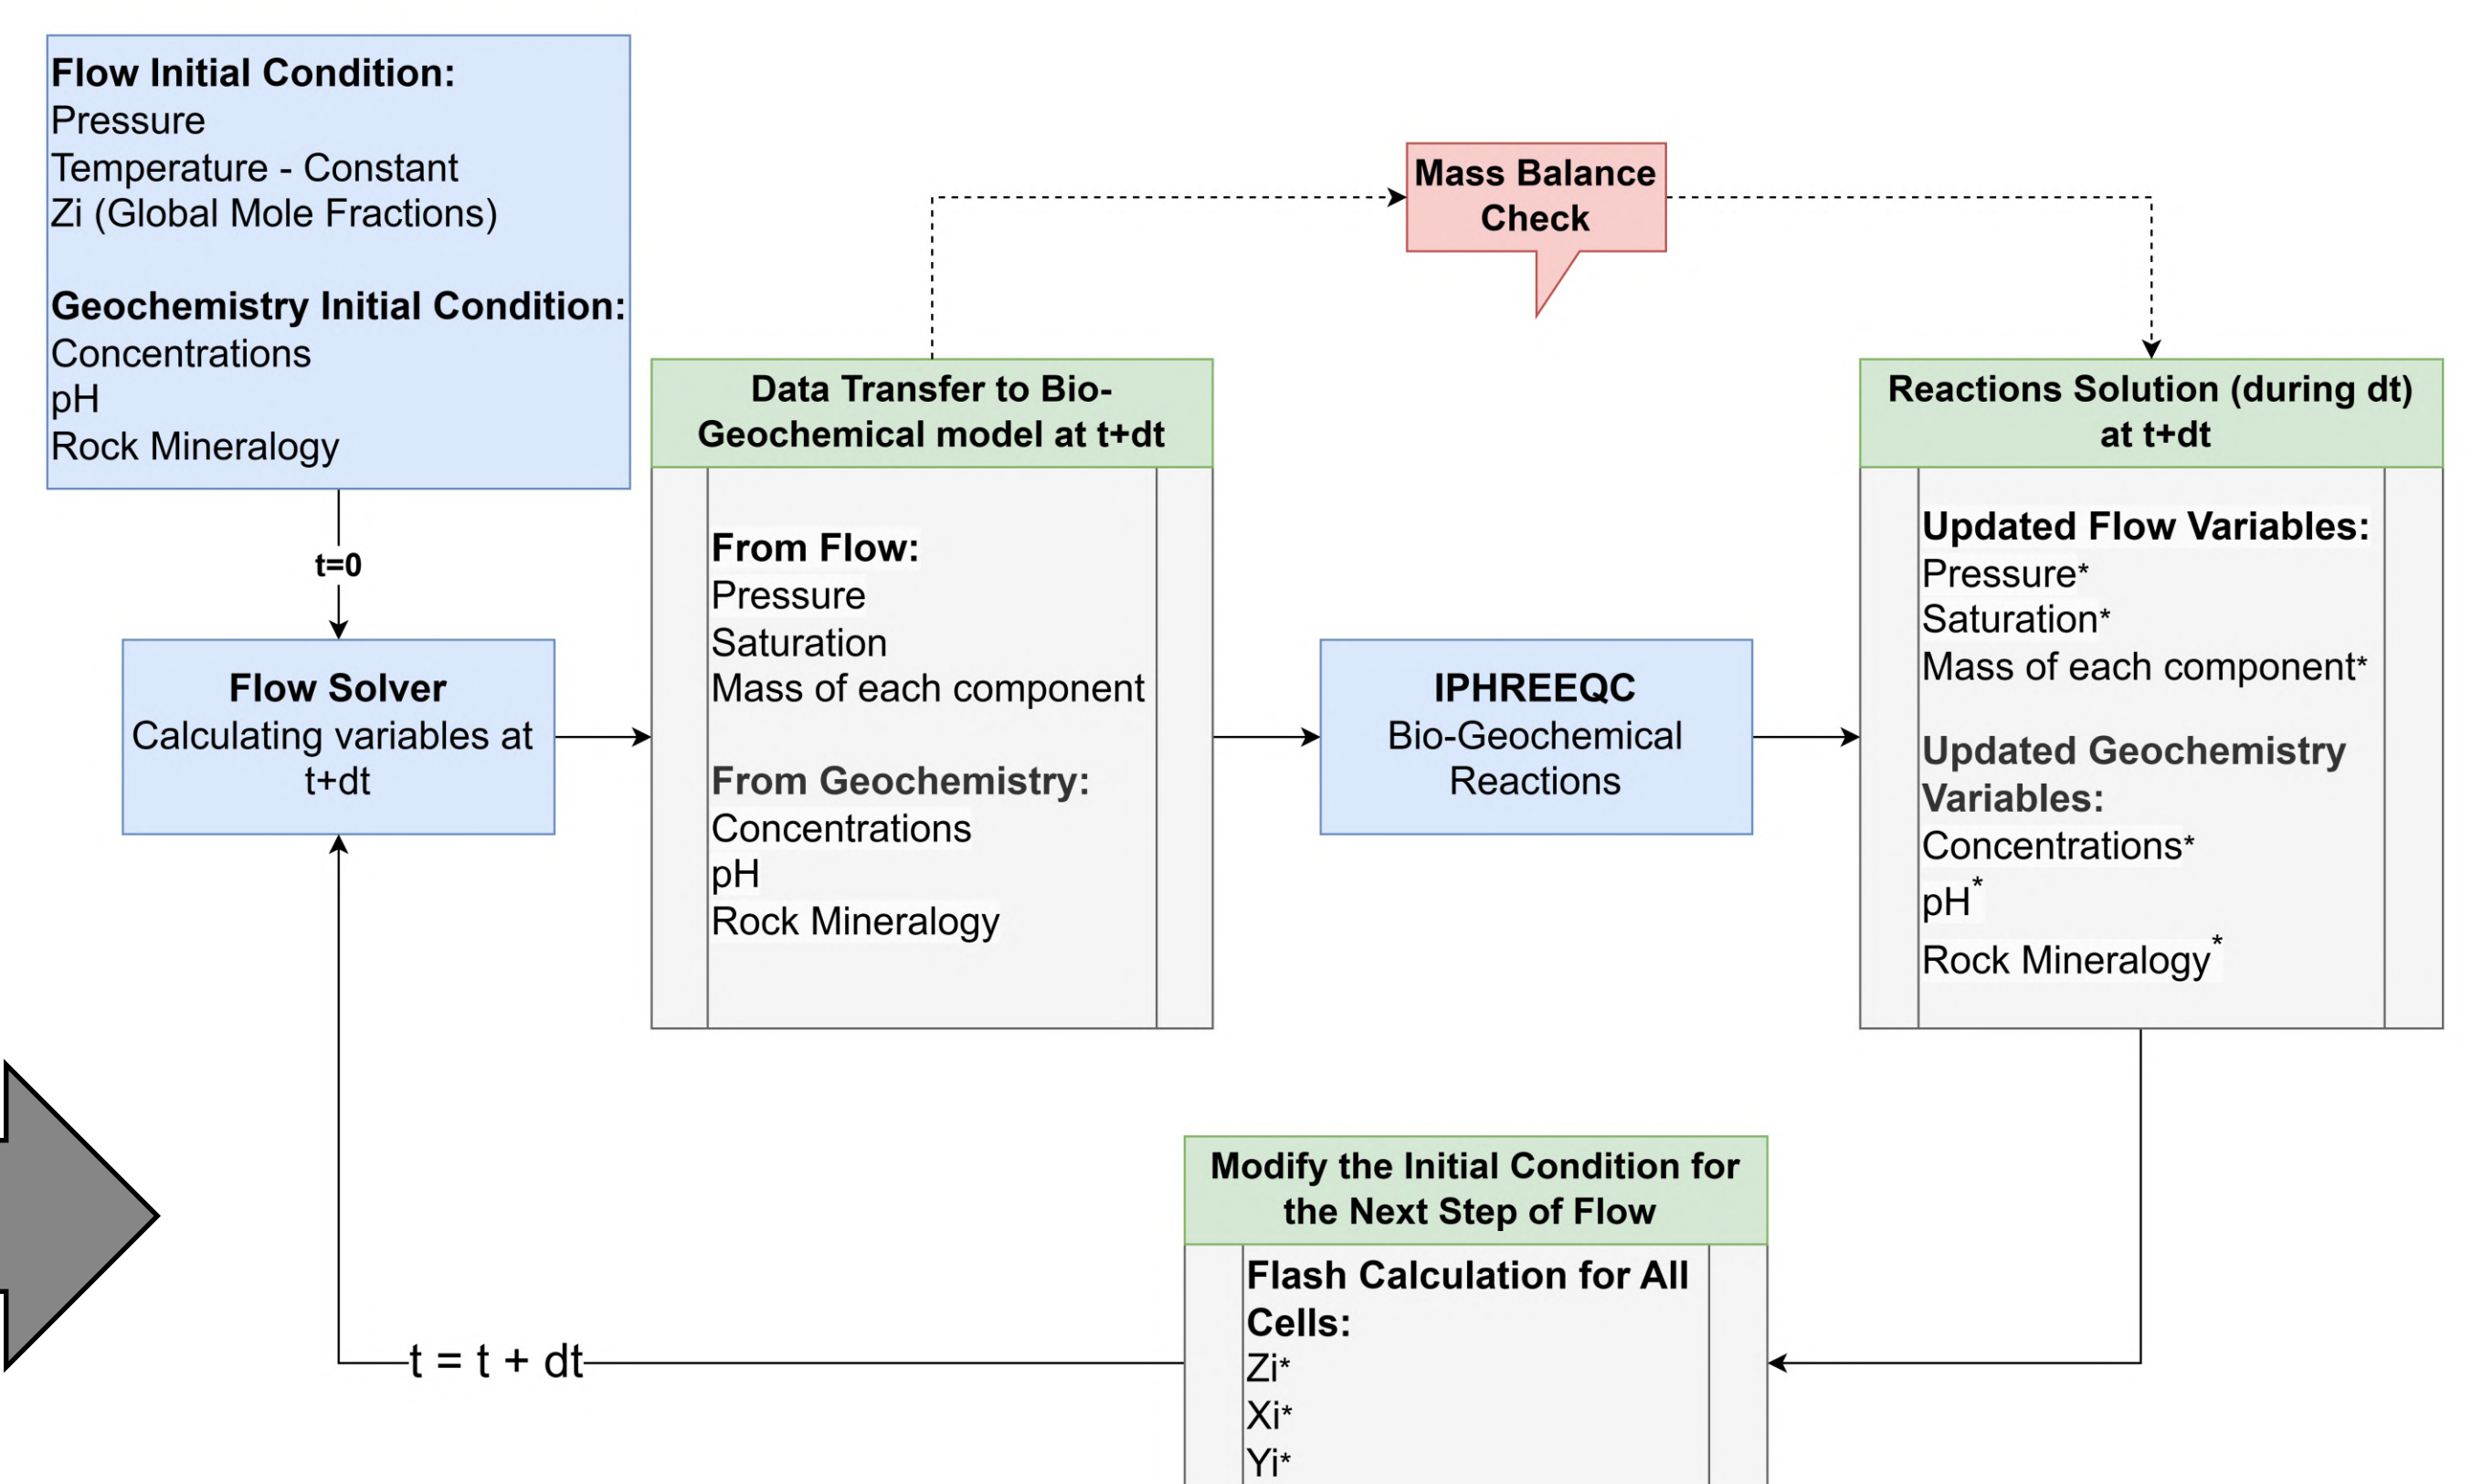 Flow Initial Condition:
Pressure
Temperature - Constant
Zi (Global Mole Fractions)
Geochemistry Initial Condition:
Concentrations
pH
Rock Mineralogy
t=0
Flow Solver
Calculating variables at
t+dt
Mass Balance
Check
Data Transfer to Bio-
Geochemical model at t+dt
From Flow:
Pressure
Saturation
Mass of each component
From Geochemistry:
Concentrations
pH
Rock Mineralogy
IPHREEQC
Bio-Geochemical
Reactions
Reactions Solution (during dt)
at t+dt
Updated Flow Variables:
Pressure*
Saturation*
Mass of each component*
Updated Geochemistry
Variables:
Concentrations*
pH*
Rock Mineralogy*
Modify the Initial Condition for
the Next Step of Flow
Flash Calculation for All
Cells:
Zi*
Xi*
Yi*
t = t + dt